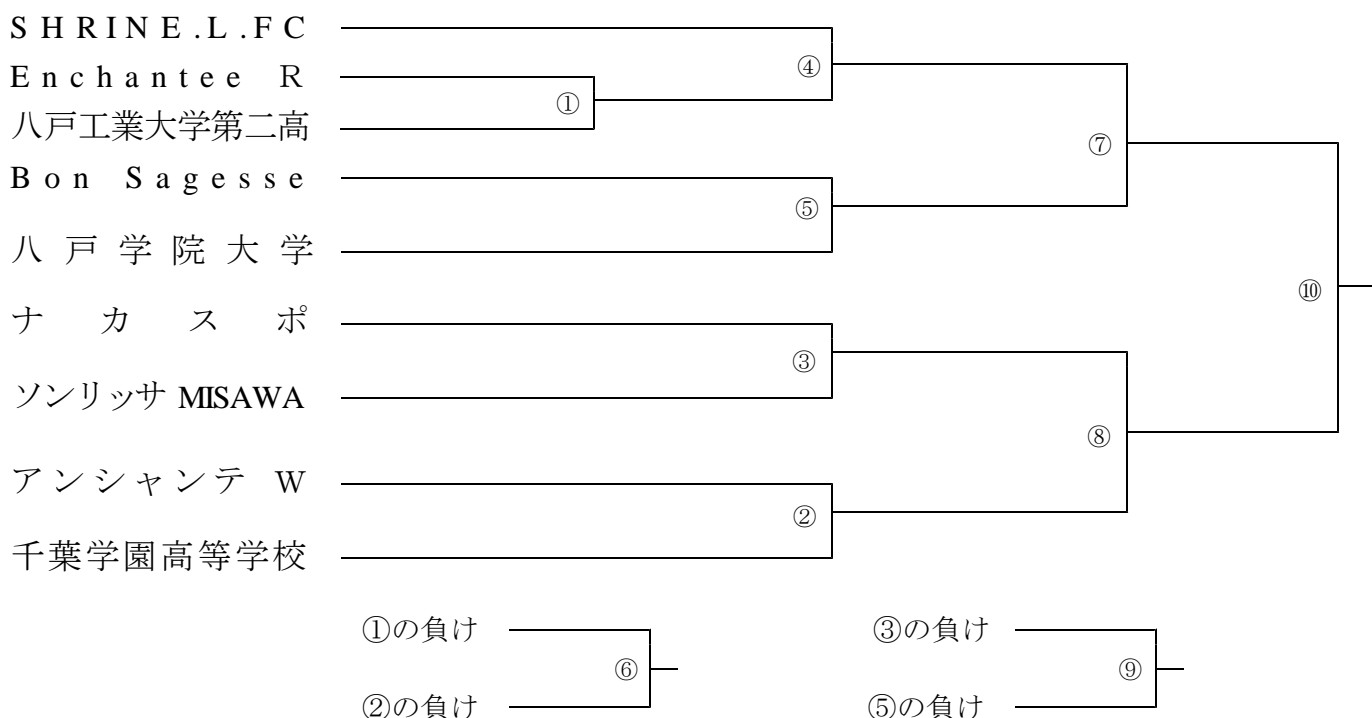 SHRINE.L.FC
Enchantee R
④
①
八戸工業大学第二高
⑦
Bon Sagesse
⑤
八戸学院大学
⑩
ナカスポ
③
ソンリッサ MISAWA
⑧
アンシャンテ W
②
千葉学園高等学校
①の負け
③の負け
⑥
⑨
②の負け
⑤の負け